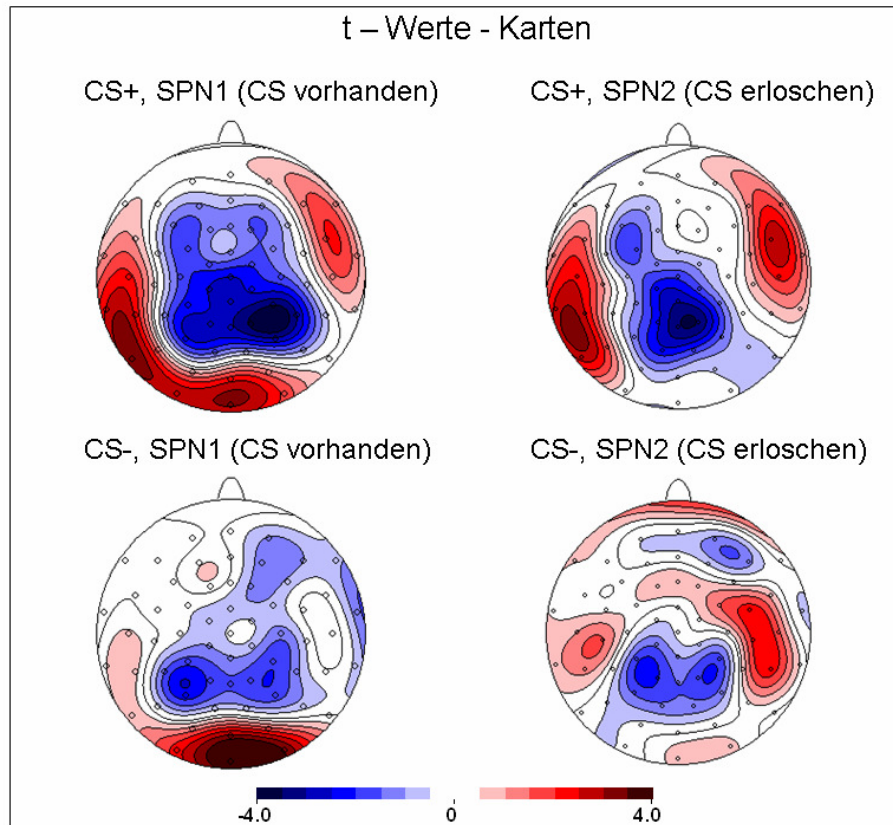 t – Werte - Karten
CS+, SPN1 (CS vorhanden)
CS+, SPN2 (CS erloschen)
CS-, SPN1 (CS vorhanden)
CS-, SPN2 (CS erloschen)
-4.0 0 4.0